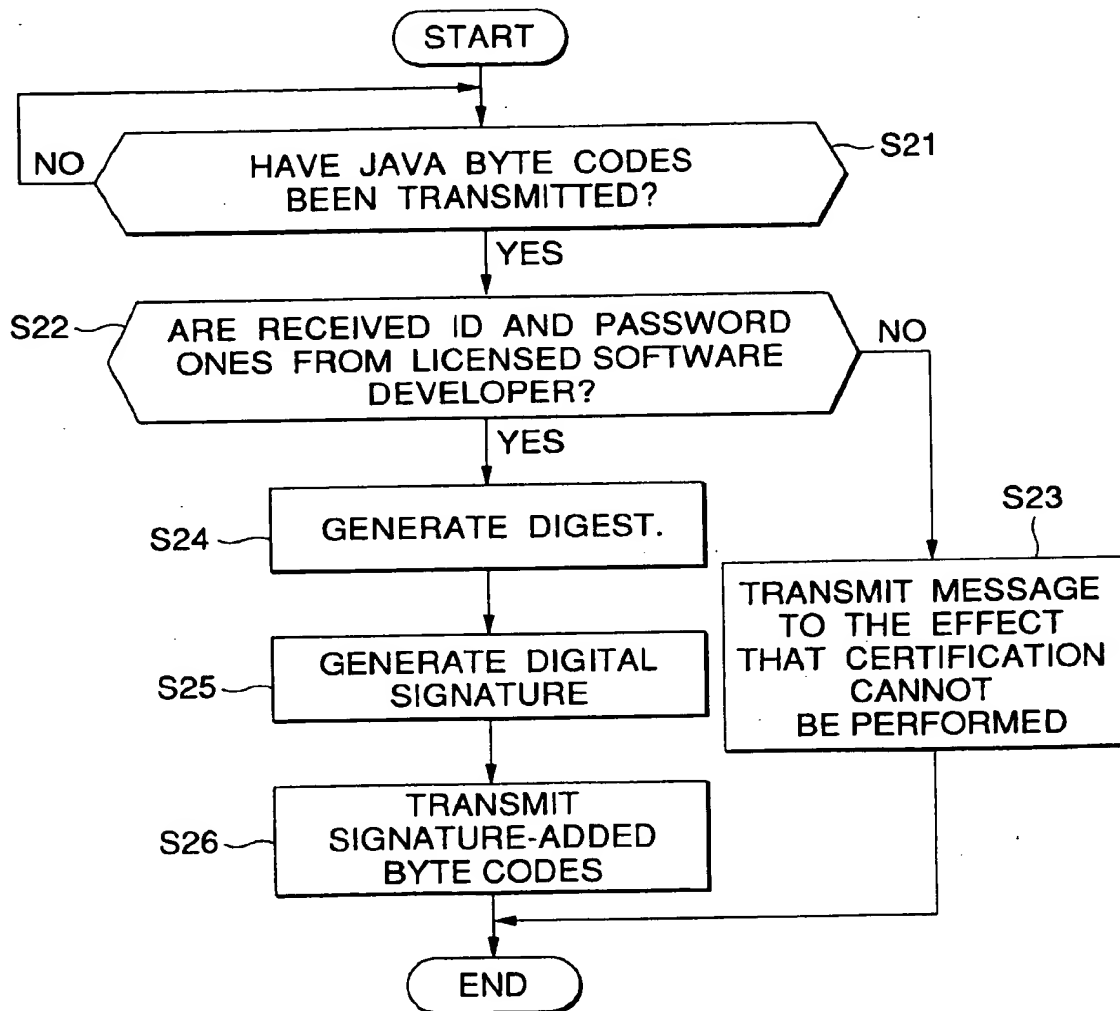 START
NO
HAVE JAVA BYTE CODES
BEEN TRANSMITTED?
S21
YES
S22
ARE RECEIVED ID AND PASSWORD
ONES FROM LICENSED SOFTWARE
DEVELOPER?
NO
YES
S24
GENERATE DIGEST.
S23
TRANSMIT MESSAGE
TO THE EFFECT
THAT CERTIFICATION
CANNOT
BE PERFORMED
S25
GENERATE DIGITAL
SIGNATURE
S26
TRANSMIT
SIGNATURE-ADDED
BYTE CODES
END